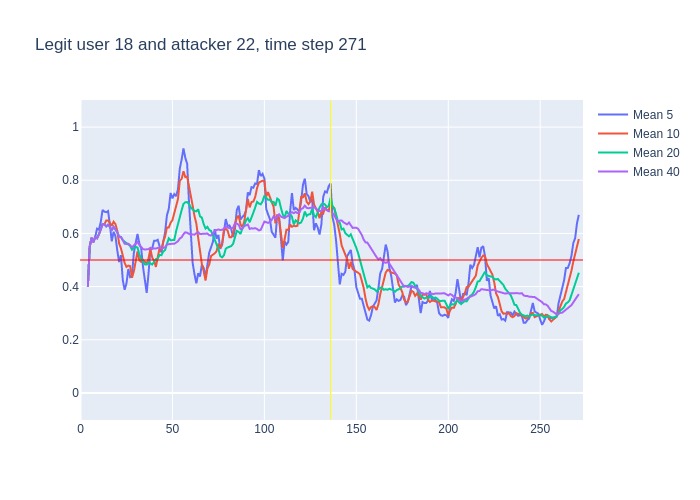 Legit user 18 and attacker 22, time step 271
Mean 5
Mean 10
Mean 20
Mean 40
1
0.8
0.6
0.4
0.2
0
0 50 100 150 200 250